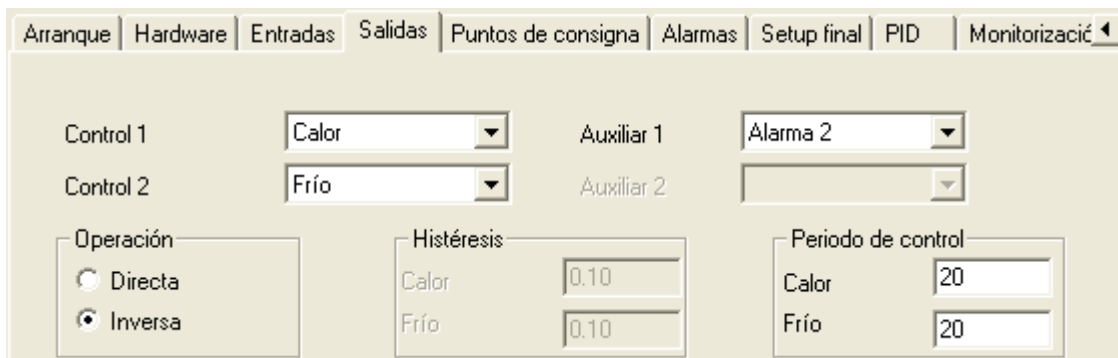 Arranque Hardware Entradas Salidas Puntos de consigna Alarmas Setup final PID Monitorizació
Control 1 Calor Auxiliar 1 Alarma 2
Control 2 Frío Auxiliar 2
Operación Histéresis Periodo de control
Directa Calor 0.10 Calor 20
Inversa Frío 0.10 Frío 20